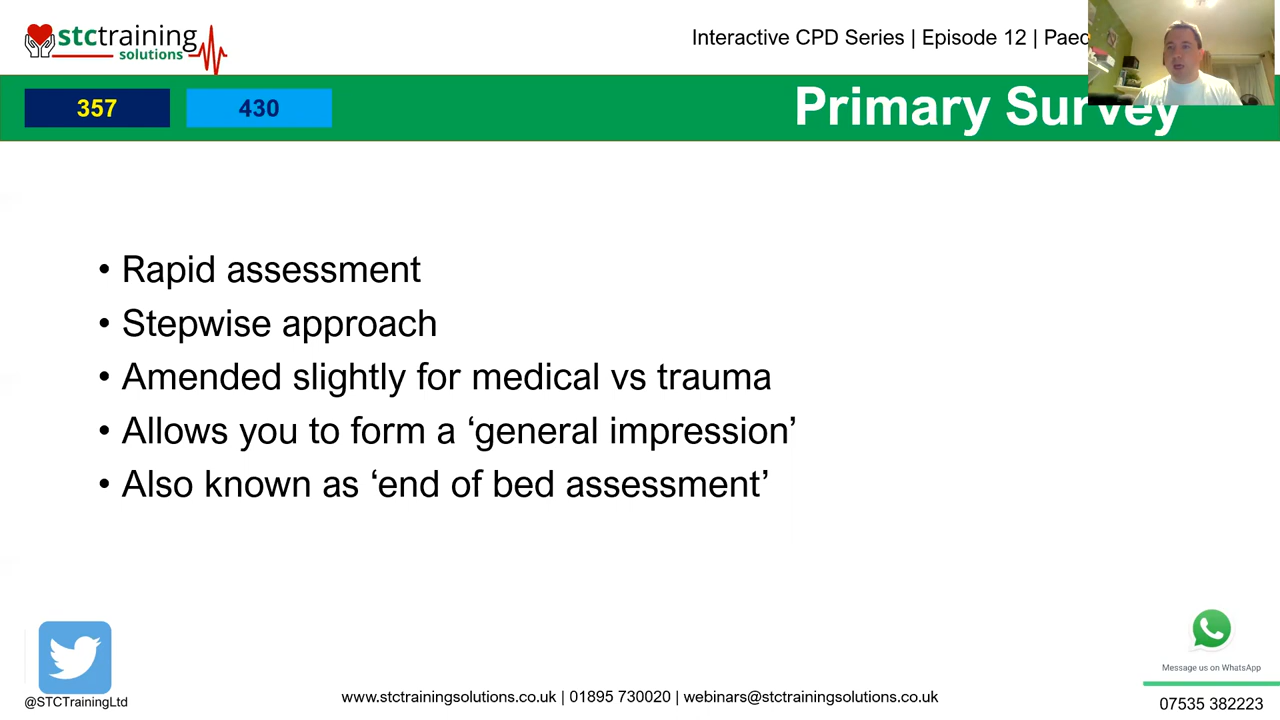 stctraining
solutions
Interactive CPD Series | Episode 12 |
357
430
Primary Survey
• Rapid assessment
• Stepwise approach
• Amended slightly for medical vs trauma
• Allows you to form a ‘general impression’
• Also known as ‘end of bed assessment’
@STCTrainingLtd
www.stctrainingsolutions.co.uk | 01895 730020 | webinars@stctrainingsolutions.co.uk
Message us on WhatsApp
07535 382223